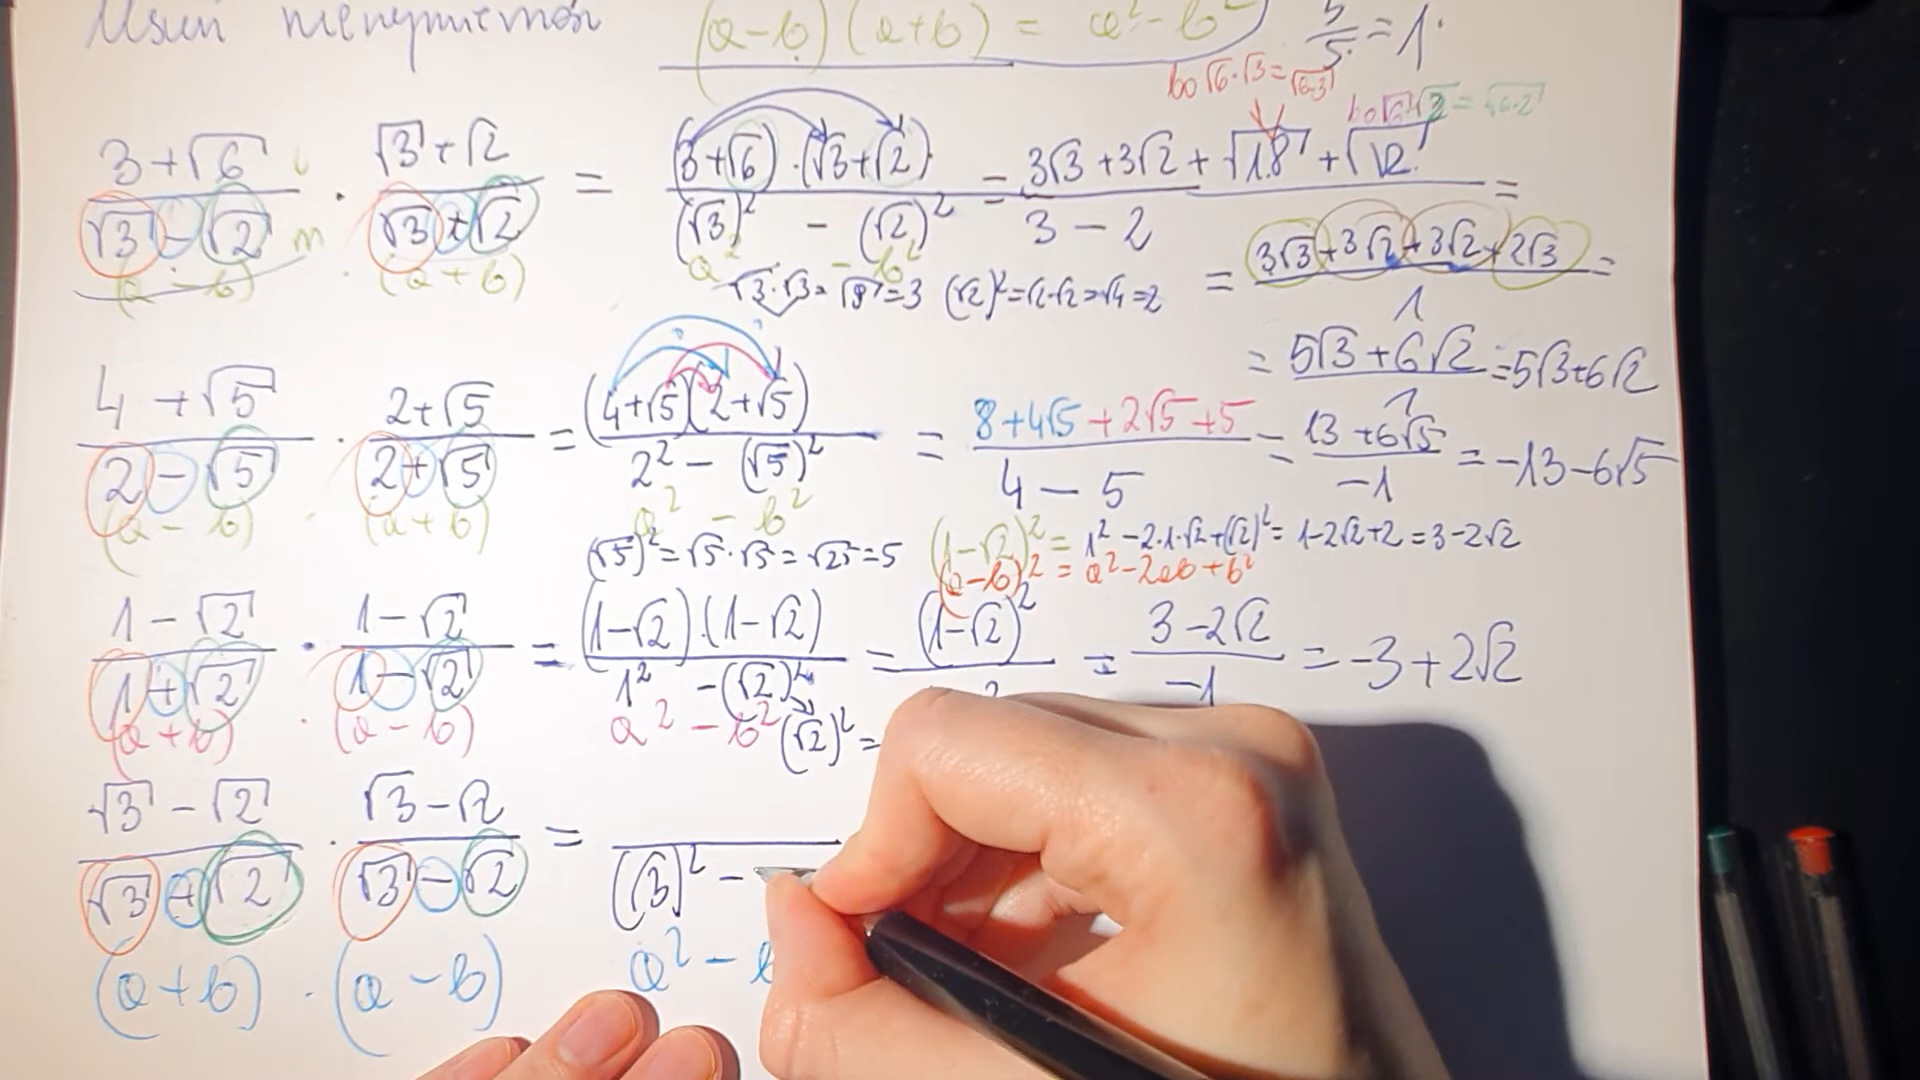 (a-b)(a+b) = a² - b²
5/5 = 1
bo √6·√3 = √6·3
bo √6·√2 = √6·2
(3+√6)/(√3-√2) · (√3+√2)/(√3+√2) = ((3+√6)·(√3+√2))/((√3)² - (√2)²) = (3√3+3√2+√18+√12)/(3-2) =
(a-b) · (a+b) a² - b²
√3·√3=√9=3 (√2)²=√2·√2=√4=2
= (3√3+3√2+3√2+2√3)/1 =
= (5√3+6√2)/1 = 5√3+6√2
(4+√5)/(2-√5) · (2+√5)/(2+√5) = ((4+√5)(2+√5))/(2² - (√5)²) = (8+4√5+2√5+5)/(4-5) = (13+6√5)/-1 = -13-6√5
(a-b) · (a+b) a² - b²
(√5)²=√5·√5=√25=5
(1-√2)² = 1² -2·1·√2+(√2)² = 1-2√2+2 = 3-2√2
(a-b)² = a²-2ab+b²
(1-√2)/(1+√2) · (1-√2)/(1-√2) = ((1-√2)·(1-√2))/(1² -(√2)²) = (1-√2)² = (3-2√2)/-1 = -3+2√2
(a+b) · (a-b) a² - b²
(√2)² =
(√3-√2)/(√3+√2) · (√3-√2)/(√3-√2) = (√3)² -
(a+b) · (a-b) a² -